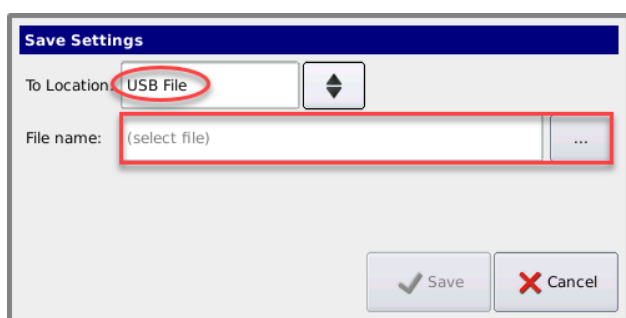 Save Settings
To Location: USB File
File name: (select file) ...
Save Cancel